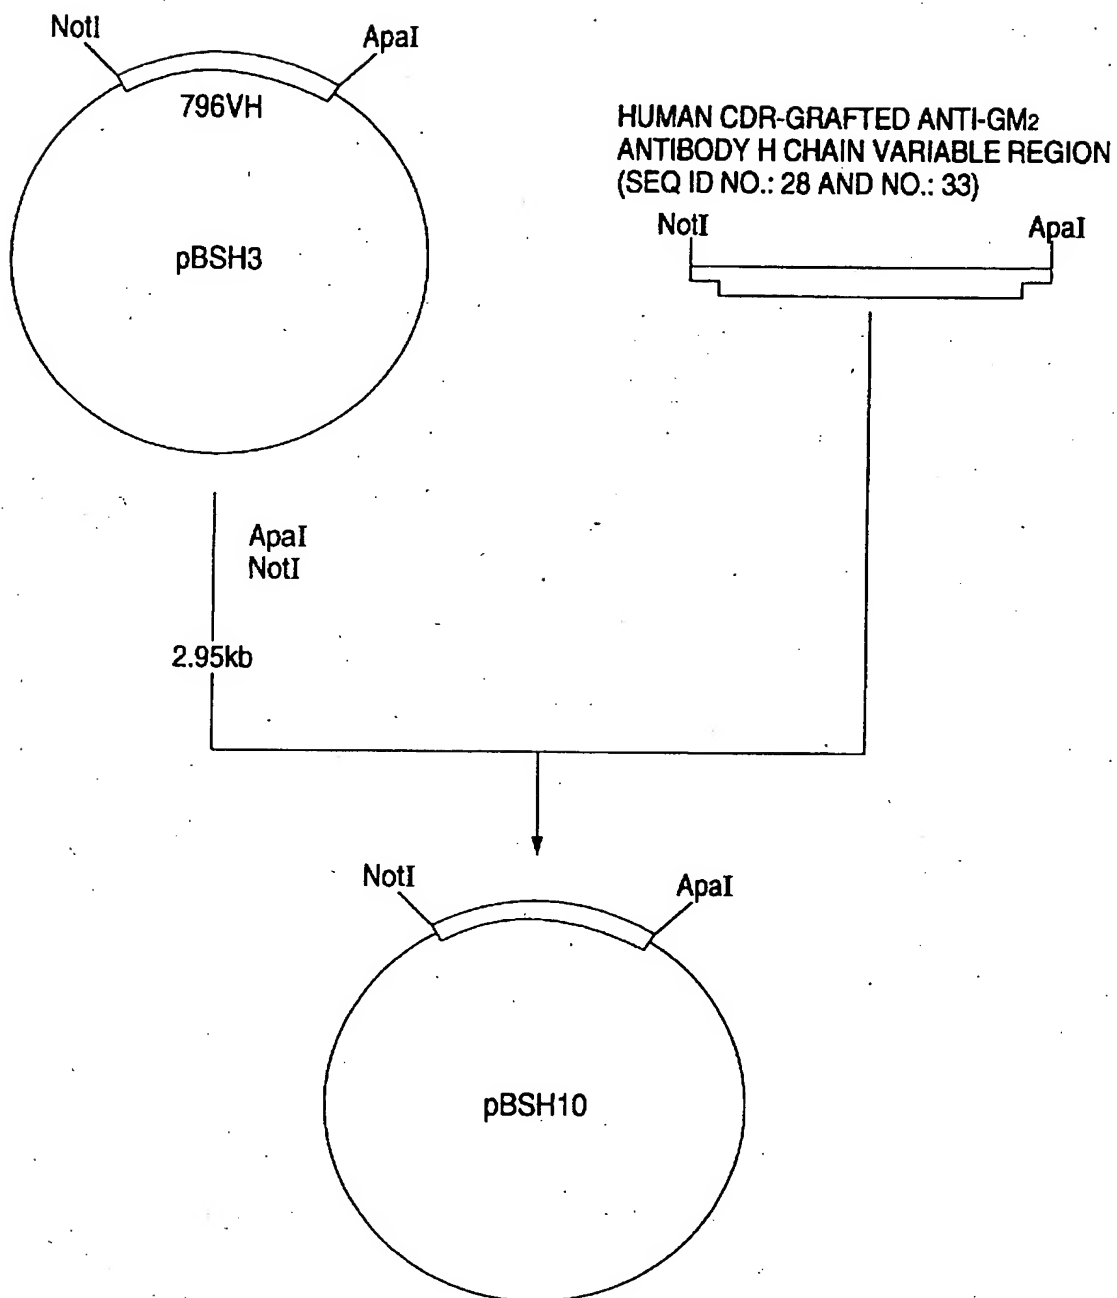 NotI
ApaI
796VH
pBSH3
HUMAN CDR-GRAFTED ANTI-GM2
ANTIBODY H CHAIN VARIABLE REGION
(SEQ ID NO.: 28 AND NO.: 33)
NotI
ApaI
ApaI
NotI
2.95kb
NotI
ApaI
pBSH10